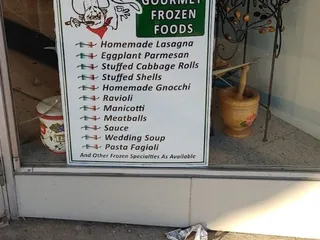 GOURMET
FROZEN
FOODS
Homemade Lasagna
Eggplant Parmesan
Stuffed Cabbage Rolls
Stuffed Shells
Homemade Gnocchi
Ravioli
Manicotti
Meatballs
Sauce
Wedding Soup
Pasta Fagioli
And Other Frozen Specialties As Available